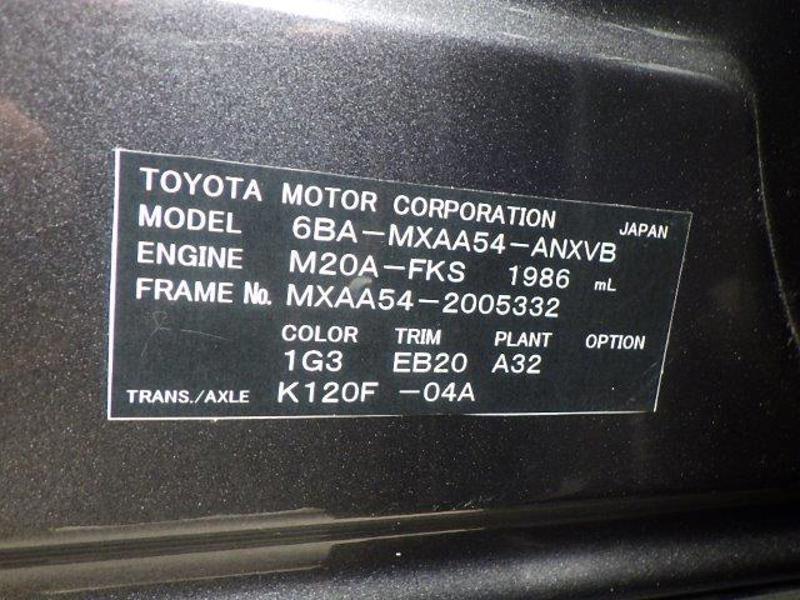 TOYOTA MOTOR CORPORATION JAPAN
MODEL 6BA-MXAA54-ANXVB
ENGINE M20A-FKS 1986 mL
FRAME No. MXAA54-2005332
COLOR TRIM PLANT OPTION
1G3 EB20 A32
TRANS./AXLE K120F -04A